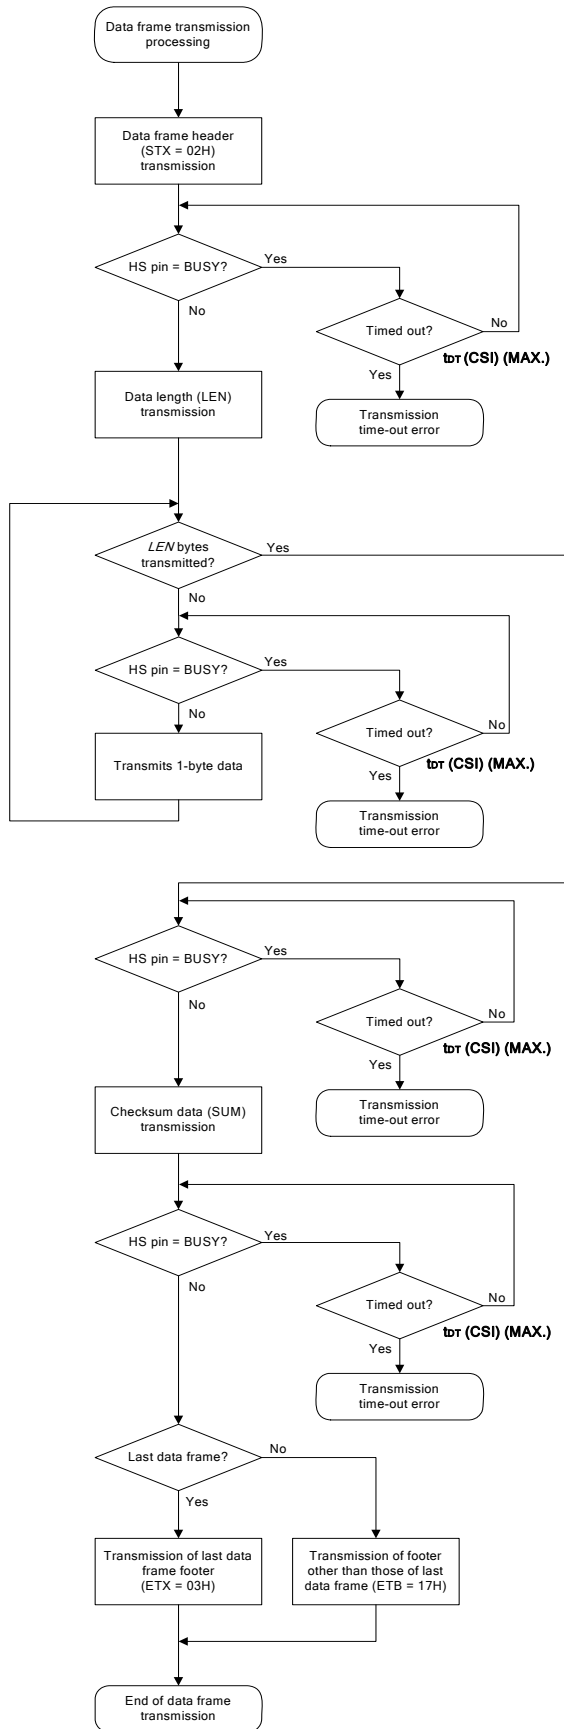 Data frame transmission
processing
Data frame header
(STX = 02H)
transmission
HS pin = BUSY?
Yes
No
Timed out?
No
tDT (CSI) (MAX.)
Yes
Transmission
time-out error
Data length (LEN)
transmission
LEN bytes
transmitted?
Yes
No
HS pin = BUSY?
Yes
No
Timed out?
No
tDT (CSI) (MAX.)
Yes
Transmits 1-byte data
Transmission
time-out error
HS pin = BUSY?
Yes
No
Timed out?
No
tDT (CSI) (MAX.)
Yes
Transmission
time-out error
Checksum data (SUM)
transmission
HS pin = BUSY?
Yes
No
Timed out?
No
tDT (CSI) (MAX.)
Yes
Transmission
time-out error
Last data frame?
No
Yes
Transmission of last data
frame footer
(ETX = 03H)
Transmission of footer
other than those of last
data frame (ETB = 17H)
End of data frame
transmission